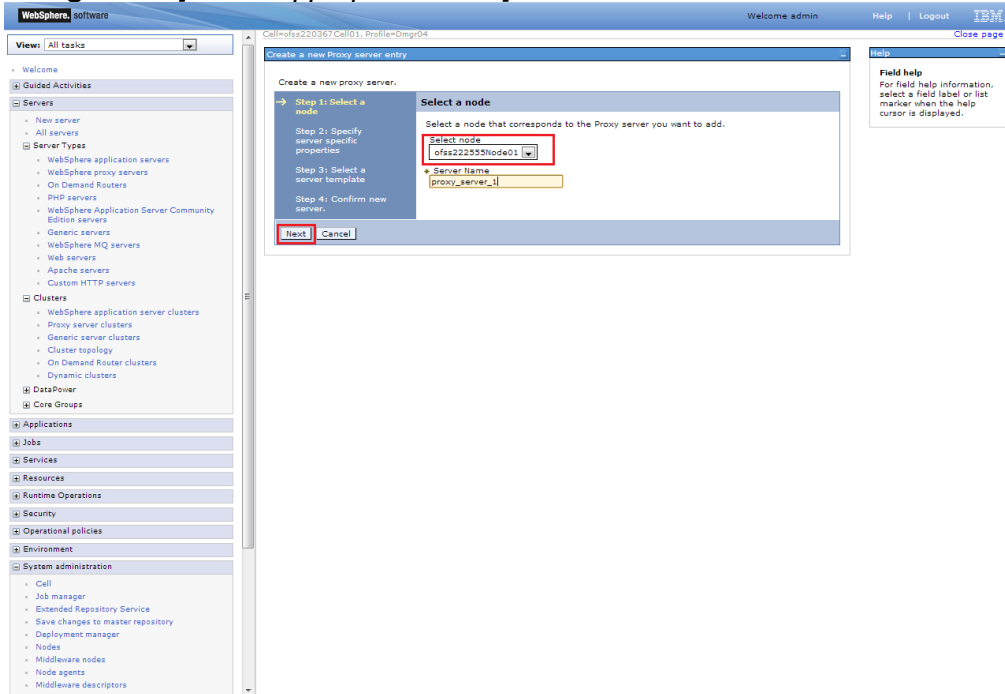 WebSphere. software
Welcome admin
Help | Logout
IBM.
Cell=ofss220367Cell01, Profile=Dmgr04
Close page
View: All tasks
Welcome
Guided Activities
Servers
New server
All servers
Server Types
WebSphere application servers
WebSphere proxy servers
On Demand Routers
PHP servers
WebSphere Application Server Community
Edition servers
Generic servers
WebSphere MQ servers
Web servers
Apache servers
Custom HTTP servers
Clusters
WebSphere application server clusters
Proxy server clusters
Generic server clusters
Cluster topology
On Demand Router clusters
Dynamic clusters
DataPower
Core Groups
Applications
Jobs
Services
Resources
Runtime Operations
Security
Operational policies
Environment
System administration
Cell
Job manager
Extended Repository Service
Save changes to master repository
Deployment manager
Nodes
Middleware nodes
Node agents
Middleware descriptors
Create a new Proxy server entry
Create a new proxy server.
Step 1: Select a
node
Step 2: Specify
server specific
properties
Step 3: Select a
server template
Step 4: Confirm new
server.
Select a node
Select a node that corresponds to the Proxy server you want to add.
Select node
ofss222555Node01
* Server Name
proxy_server_1
Next Cancel
Help
Field help
For field help information,
select a field label or list
marker when the help
cursor is displayed.